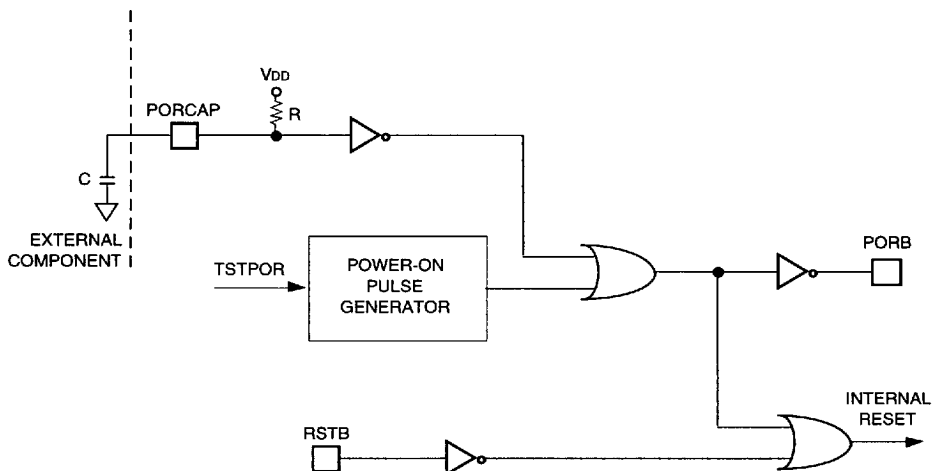 VDD
PORCAP
R
C
EXTERNAL
COMPONENT
TSTPOR
POWER-ON
PULSE
GENERATOR
PORB
INTERNAL
RESET
RSTB